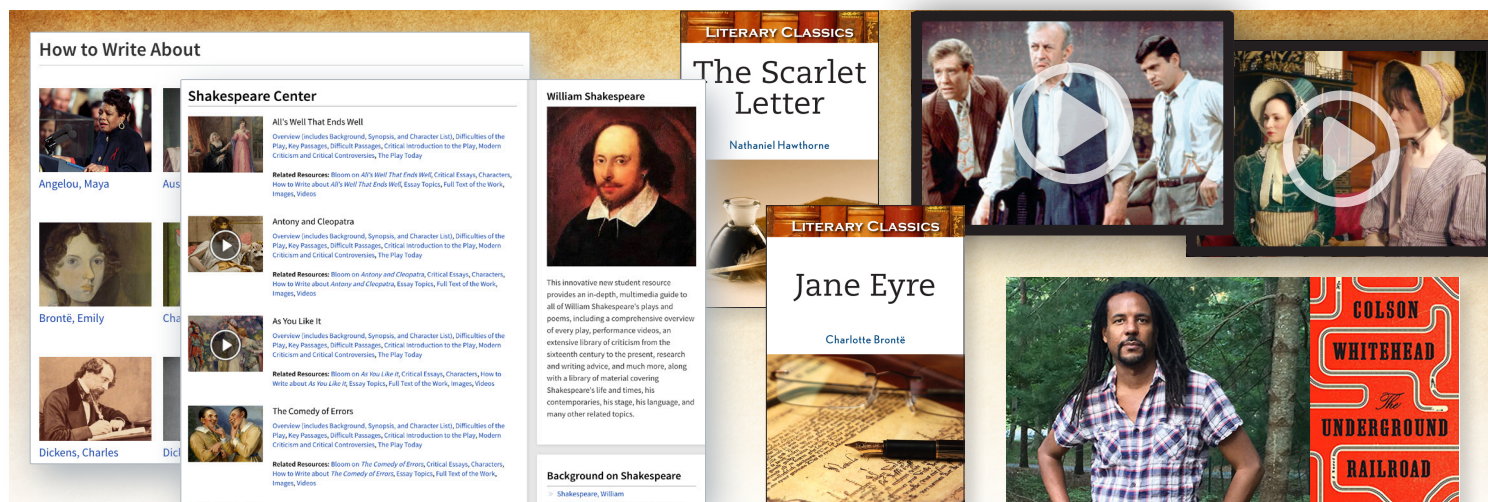 How to Write About
Angelou, Maya
Aus
Brontë, Emily
Cha
Dickens, Charles
Dic
Shakespeare Center
All's Well That Ends Well
Overview (includes Background, Synopsis, and Character List), Difficulties of the
Play, Key Passages, Difficult Passages, Critical Introduction to the Play, Modern
Criticism and Critical Controversies, The Play Today
Related Resources: Bloom on All's Well That Ends Well, Critical Essays, Characters,
How to Write about All's Well That Ends Well, Essay Topics, Full Text of the Work,
Images, Videos
Antony and Cleopatra
Overview (includes Background, Synopsis, and Character List), Difficulties of the
Play, Key Passages, Difficult Passages, Critical Introduction to the Play, Modern
Criticism and Critical Controversies, The Play Today
Related Resources: Bloom on Antony and Cleopatra, Critical Essays, Characters,
How to Write about Antony and Cleopatra, Essay Topics, Full Text of the Work,
Images, Videos
As You Like It
Overview (includes Background, Synopsis, and Character List), Difficulties of the
Play, Key Passages, Difficult Passages, Critical Introduction to the Play, Modern
Criticism and Critical Controversies, The Play Today
Related Resources: Bloom on As You Like It, Critical Essays, Characters, How to
Write about As You Like It, Essay Topics, Full Text of the Work, Images, Videos
The Comedy of Errors
Overview (includes Background, Synopsis, and Character List), Difficulties of the
Play, Key Passages, Difficult Passages, Critical Introduction to the Play, Modern
Criticism and Critical Controversies, The Play Today
Related Resources: Bloom on The Comedy of Errors, Critical Essays, Characters,
How to Write about The Comedy of Errors, Essay Topics, Full Text of the Work,
Images, Videos
William Shakespeare
This innovative new student resource
provides an in-depth, multimedia guide to
all of William Shakespeare's plays and
poems, including a comprehensive overview
of every play, performance videos, an
extensive library of criticism from the
sixteenth century to the present, research
and writing advice, and much more, along
with a library of material covering
Shakespeare's life and times, his
contemporaries, his stage, his language, and
many other related topics.
Background on Shakespeare
Shakespeare, William
LITERARY CLASSICS
The Scarlet
Letter
Nathaniel Hawthorne
LITERARY CLASSICS
Jane Eyre
Charlotte Brontë
COLSON
WHITEHEAD
The
UNDERGROUND
RAILROAD